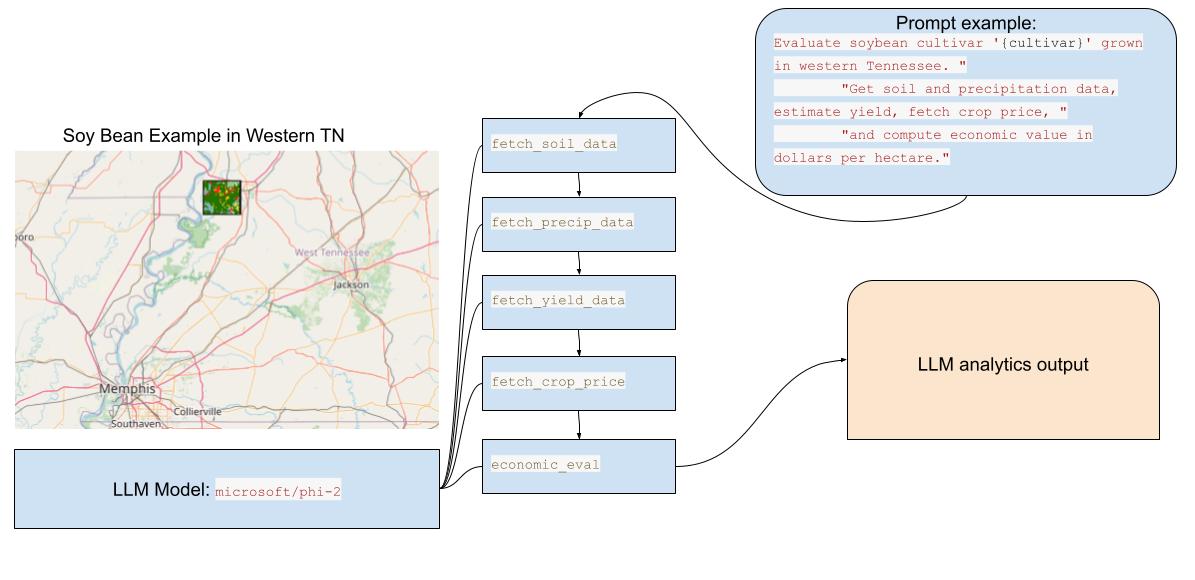 Prompt example:
Evaluate soybean cultivar '{cultivar}' grown
in western Tennessee. "
"Get soil and precipitation data,
estimate yield, fetch crop price, "
"and compute economic value in
dollars per hectare."
Soy Bean Example in Western TN
boro
West Tennessee
Jackson
Memphis
Collierville
Southaven
LLM Model: microsoft/phi-2
fetch_soil_data
fetch_precip_data
fetch_yield_data
fetch_crop_price
economic_eval
LLM analytics output